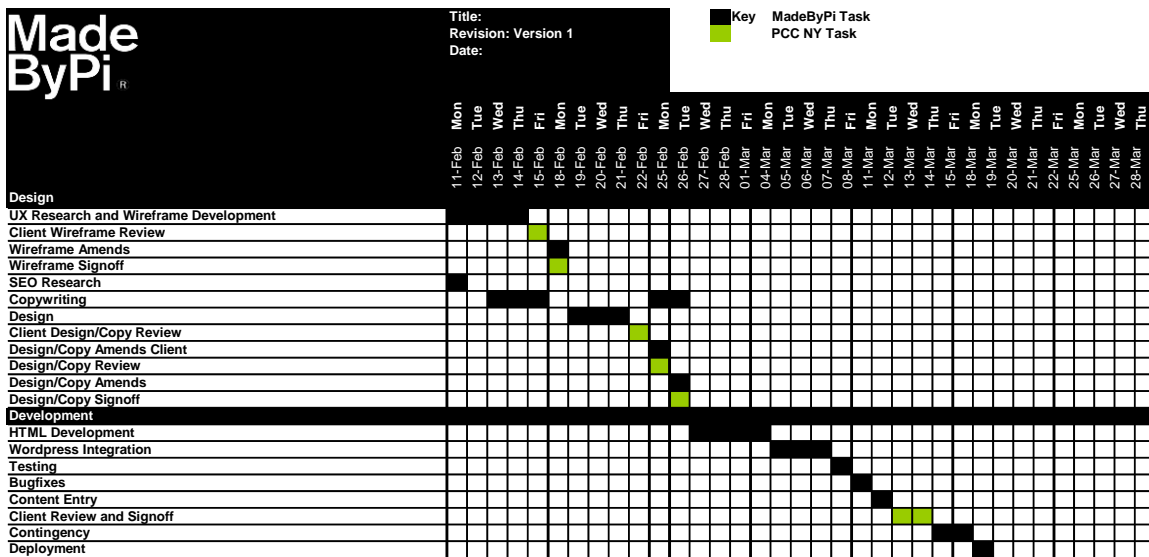 Made
ByPi ®
Title:
Revision: Version 1
Date:
Key MadeByPi Task
PCC NY Task
Mon Tue Wed Thu Fri Mon Tue Wed Thu Fri Mon Tue Wed Thu Fri Mon Tue Wed Thu Fri Mon Tue Wed Thu Fri Mon Tue Wed Thu Fri Mon Tue Wed Thu
11-Feb 12-Feb 13-Feb 14-Feb 15-Feb 18-Feb 19-Feb 20-Feb 21-Feb 22-Feb 25-Feb 26-Feb 27-Feb 28-Feb 01-Mar 04-Mar 05-Mar 06-Mar 07-Mar 08-Mar 11-Mar 12-Mar 13-Mar 14-Mar 15-Mar 18-Mar 19-Mar 20-Mar 21-Mar 22-Mar 25-Mar 26-Mar 27-Mar 28-Mar
Design
UX Research and Wireframe Development
Client Wireframe Review
Wireframe Amends
Wireframe Signoff
SEO Research
Copywriting
Design
Client Design/Copy Review
Design/Copy Amends Client
Design/Copy Review
Design/Copy Amends
Design/Copy Signoff
Development
HTML Development
Wordpress Integration
Testing
Bugfixes
Content Entry
Client Review and Signoff
Contingency
Deployment